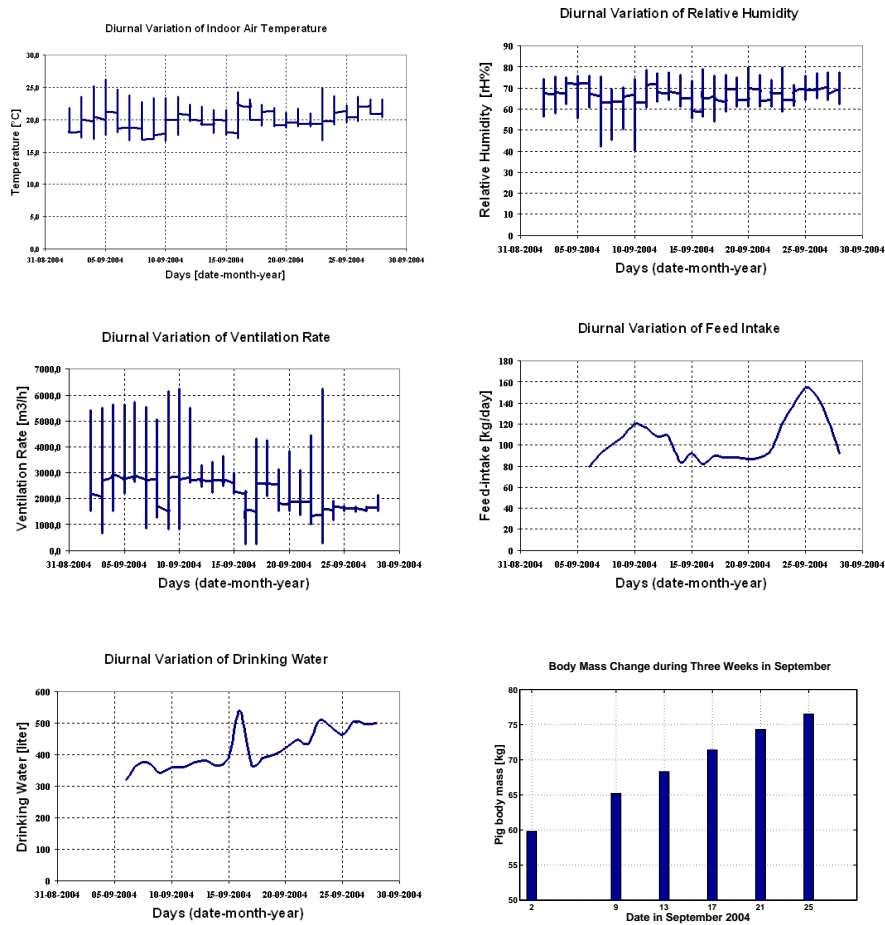 Diurnal Variation of Indoor Air Temperature
30,0
25,0
20,0
15,0
10,0
5,0
0,0
Temperature [°C]
31-08-2004 05-09-2004 10-09-2004 15-09-2004 20-09-2004 25-09-2004 30-09-2004
Days [date-month-year]
Diurnal Variation of Relative Humidity
90
80
70
60
50
40
30
20
10
0
Relative Humidity [rH%]
31-08-2004 05-09-2004 10-09-2004 15-09-2004 20-09-2004 25-09-2004 30-09-2004
Days (date-month-year)
Diurnal Variation of Ventilation Rate
7000,0
6000,0
5000,0
4000,0
3000,0
2000,0
1000,0
0,0
Ventilation Rate [m3/h]
31-08-2004 05-09-2004 10-09-2004 15-09-2004 20-09-2004 25-09-2004 30-09-2004
Days (date-month-year)
Diurnal Variation of Feed Intake
180
160
140
120
100
80
60
40
20
0
Feed-intake [kg/day]
31-08-2004 05-09-2004 10-09-2004 15-09-2004 20-09-2004 25-09-2004 30-09-2004
Days (date-month-year)
Diurnal Variation of Drinking Water
600
500
400
300
200
100
0
Drinking Water [liter]
31-08-2004 05-09-2004 10-09-2004 15-09-2004 20-09-2004 25-09-2004 30-09-2004
Days (date-month-year)
Body Mass Change during Three Weeks in September
80
75
70
65
60
55
50
Pig body mass [kg]
2 9 13 17 21 25
Date in September 2004